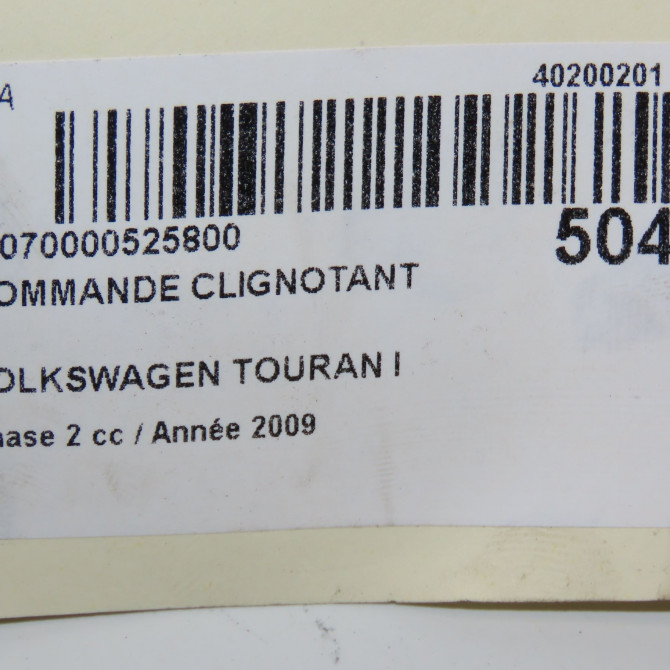 A
40200201
070000525800
504
OMMANDE CLIGNOTANT
OLKSWAGEN TOURAN I
hase 2 cc / Année 2009